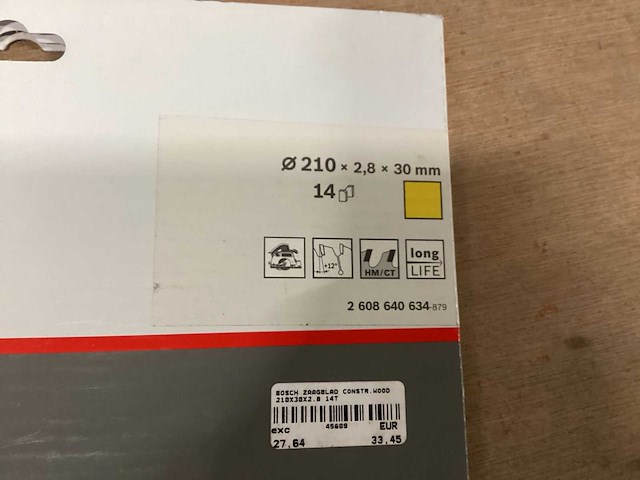 Ø 210 × 2,8 × 30 mm
14
+12°
HM/CT
long
LIFE
2 608 640 634-879
BOSCH ZAAGBLAD CONSTR.WOOD
210X30X2.8 14T
exc 45609 EUR
27,64 33,45